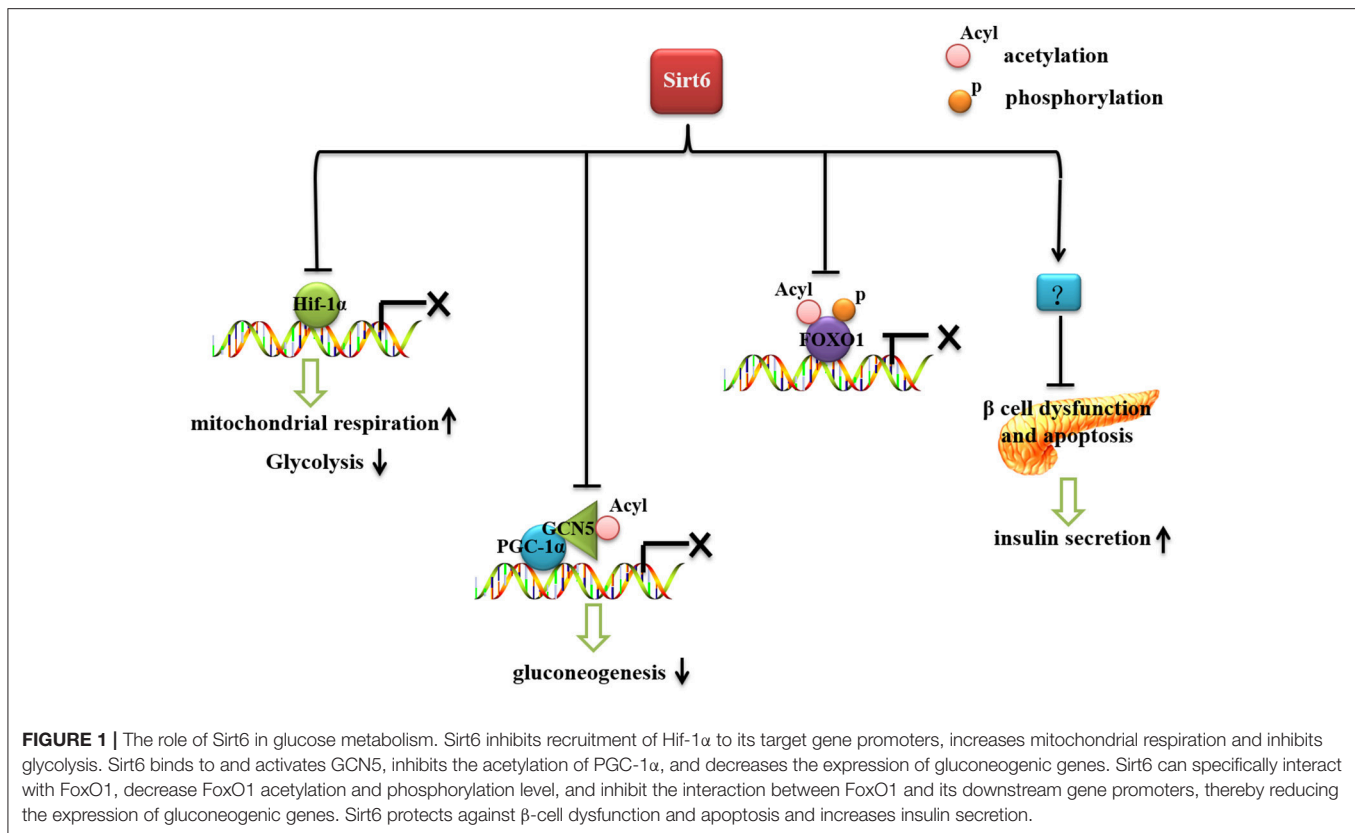 Acyl
acetylation
p
phosphorylation
Sirt6
Hif-1α
mitochondrial respiration
Glycolysis
Acyl
GCN5
PGC-1α
gluconeogenesis
Acyl
p
FOXO1
?
β cell dysfunction
and apoptosis
insulin secretion
FIGURE 1 | The role of Sirt6 in glucose metabolism. Sirt6 inhibits recruitment of Hif-1α to its target gene promoters, increases mitochondrial respiration and inhibits
glycolysis. Sirt6 binds to and activates GCN5, inhibits the acetylation of PGC-1α, and decreases the expression of gluconeogenic genes. Sirt6 can specifically interact
with FoxO1, decrease FoxO1 acetylation and phosphorylation level, and inhibit the interaction between FoxO1 and its downstream gene promoters, thereby reducing
the expression of gluconeogenic genes. Sirt6 protects against β-cell dysfunction and apoptosis and increases insulin secretion.